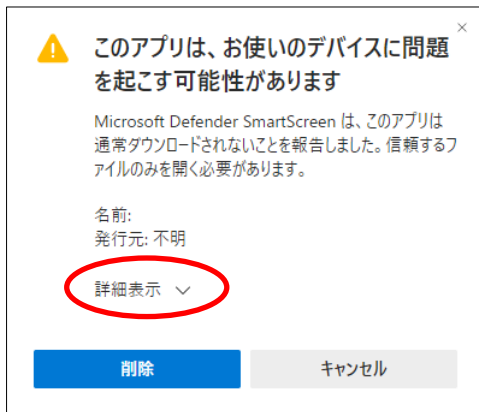 このアプリは、お使いのデバイスに問題
を起こす可能性があります
Microsoft Defender SmartScreen は、このアプリは
通常ダウンロードされないことを報告しました。信頼するフ
ァイルのみを開く必要があります。
名前:
発行元: 不明
詳細表示
削除
キャンセル